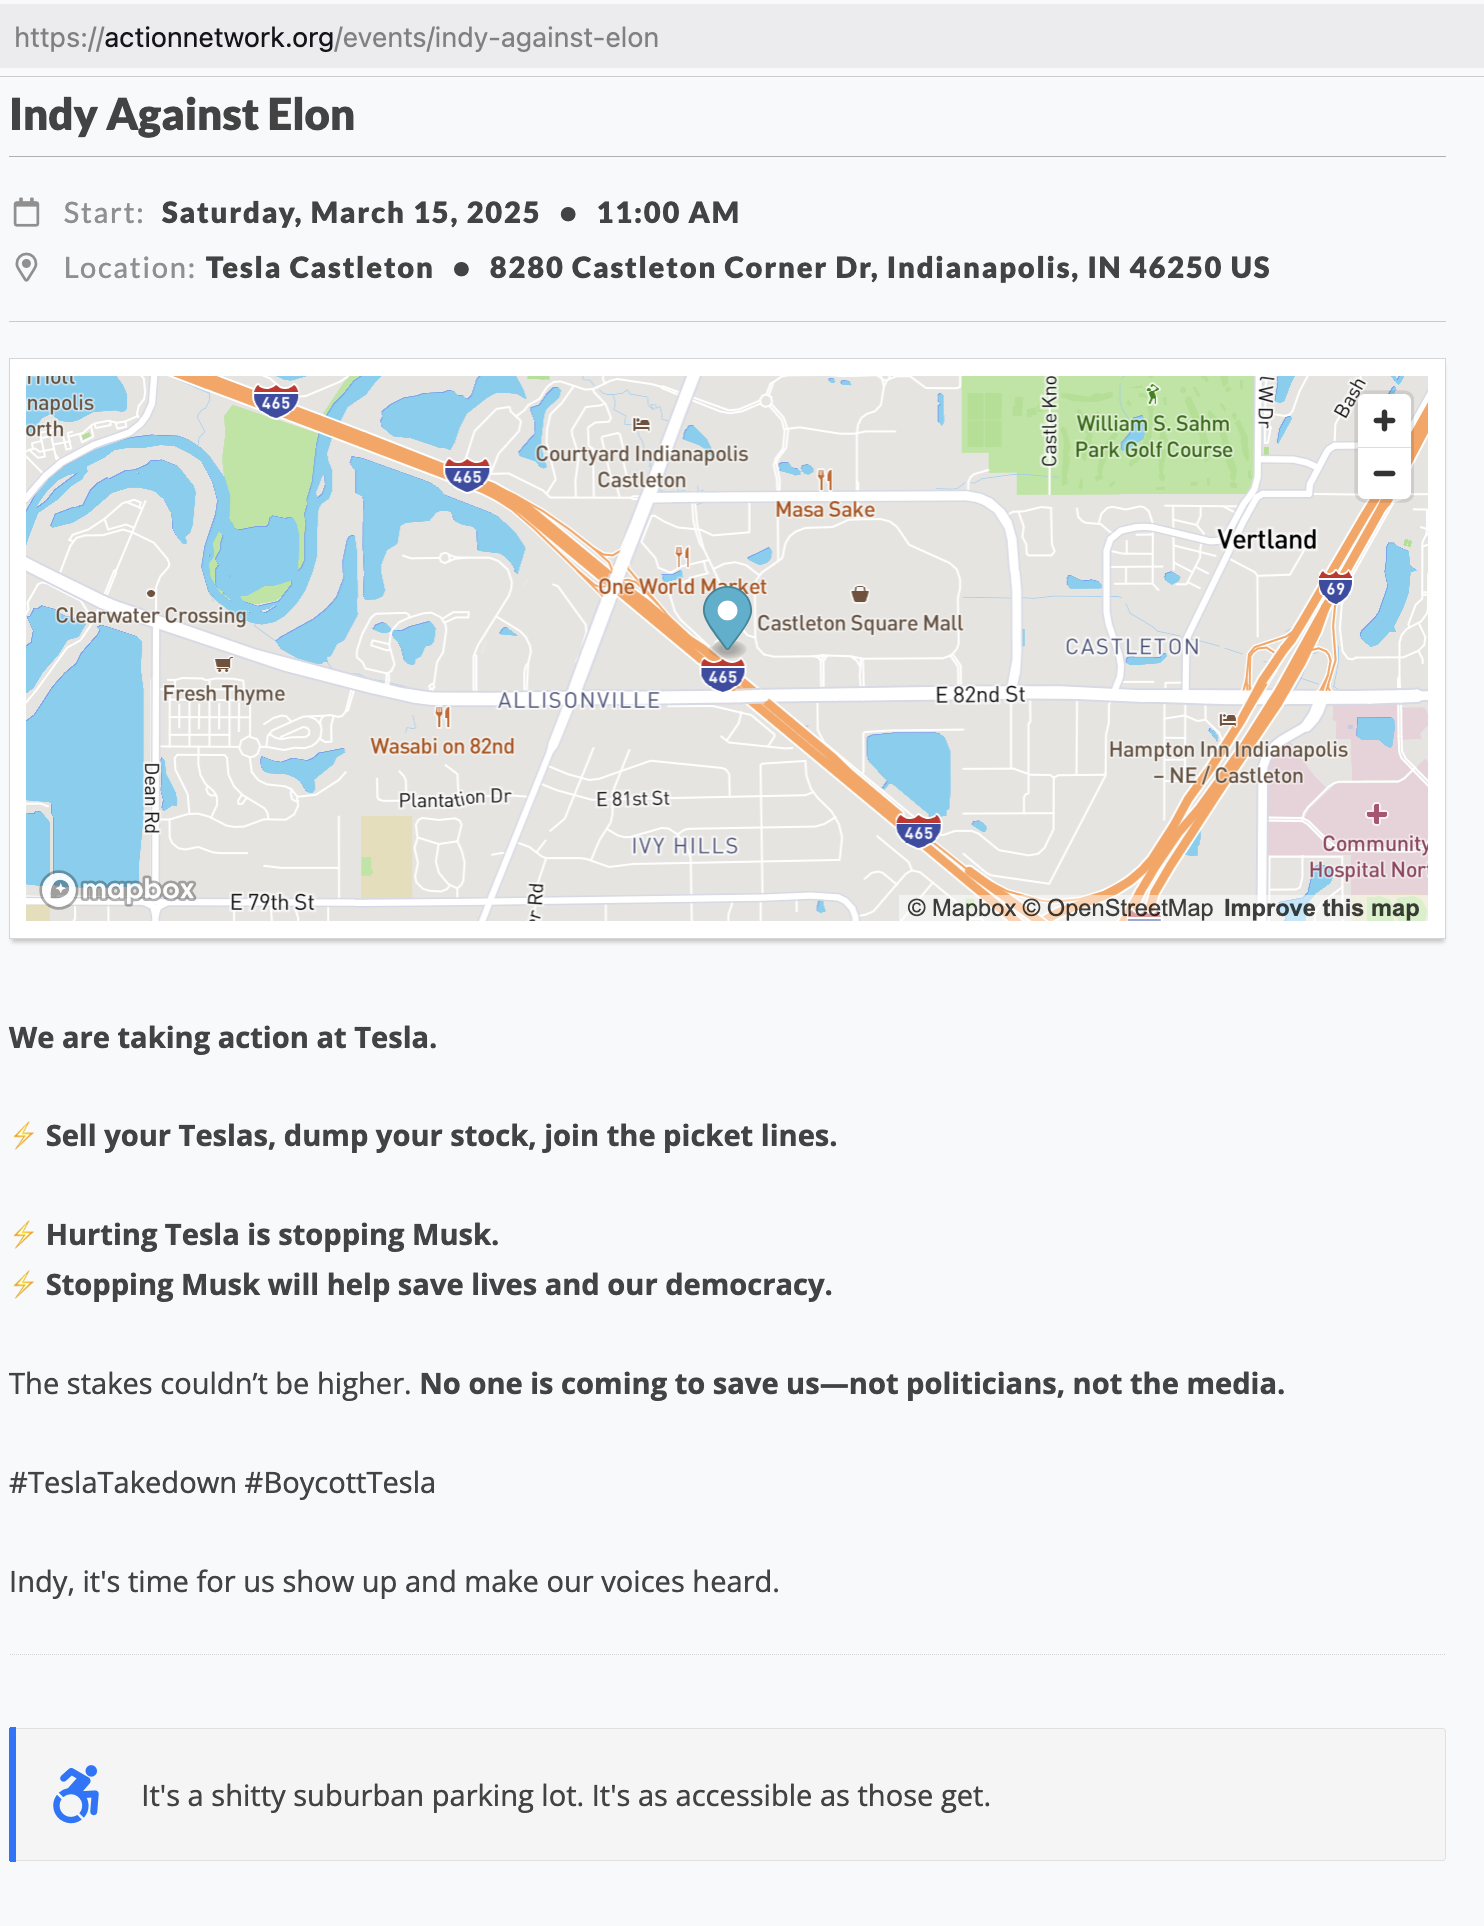 https://actionnetwork.org/events/indy-against-elon
Indy Against Elon
Start: Saturday, March 15, 2025 • 11:00 AM
Location: Tesla Castleton • 8280 Castleton Corner Dr, Indianapolis, IN 46250 US
napolis
orth
465
465
Courtyard Indianapolis
Castleton
Masa Sake
Castle Kno
William S. Sahm
Park Golf Course
l W Dr
Bash
+
−
Vertland
69
One World Market
Castleton Square Mall
Clearwater Crossing
CASTLETON
465
Fresh Thyme
ALLISONVILLE
E 82nd St
Wasabi on 82nd
Hampton Inn Indianapolis
– NE / Castleton
Dean Rd
Plantation Dr
E 81st St
IVY HILLS
465
Community
Hospital Nor
mapbox
E 79th St
r Rd
© Mapbox © OpenStreetMap Improve this map
We are taking action at Tesla.
⚡ Sell your Teslas, dump your stock, join the picket lines.
⚡ Hurting Tesla is stopping Musk.
⚡ Stopping Musk will help save lives and our democracy.
The stakes couldn’t be higher. No one is coming to save us—not politicians, not the media.
#TeslaTakedown #BoycottTesla
Indy, it's time for us show up and make our voices heard.
It's a shitty suburban parking lot. It's as accessible as those get.